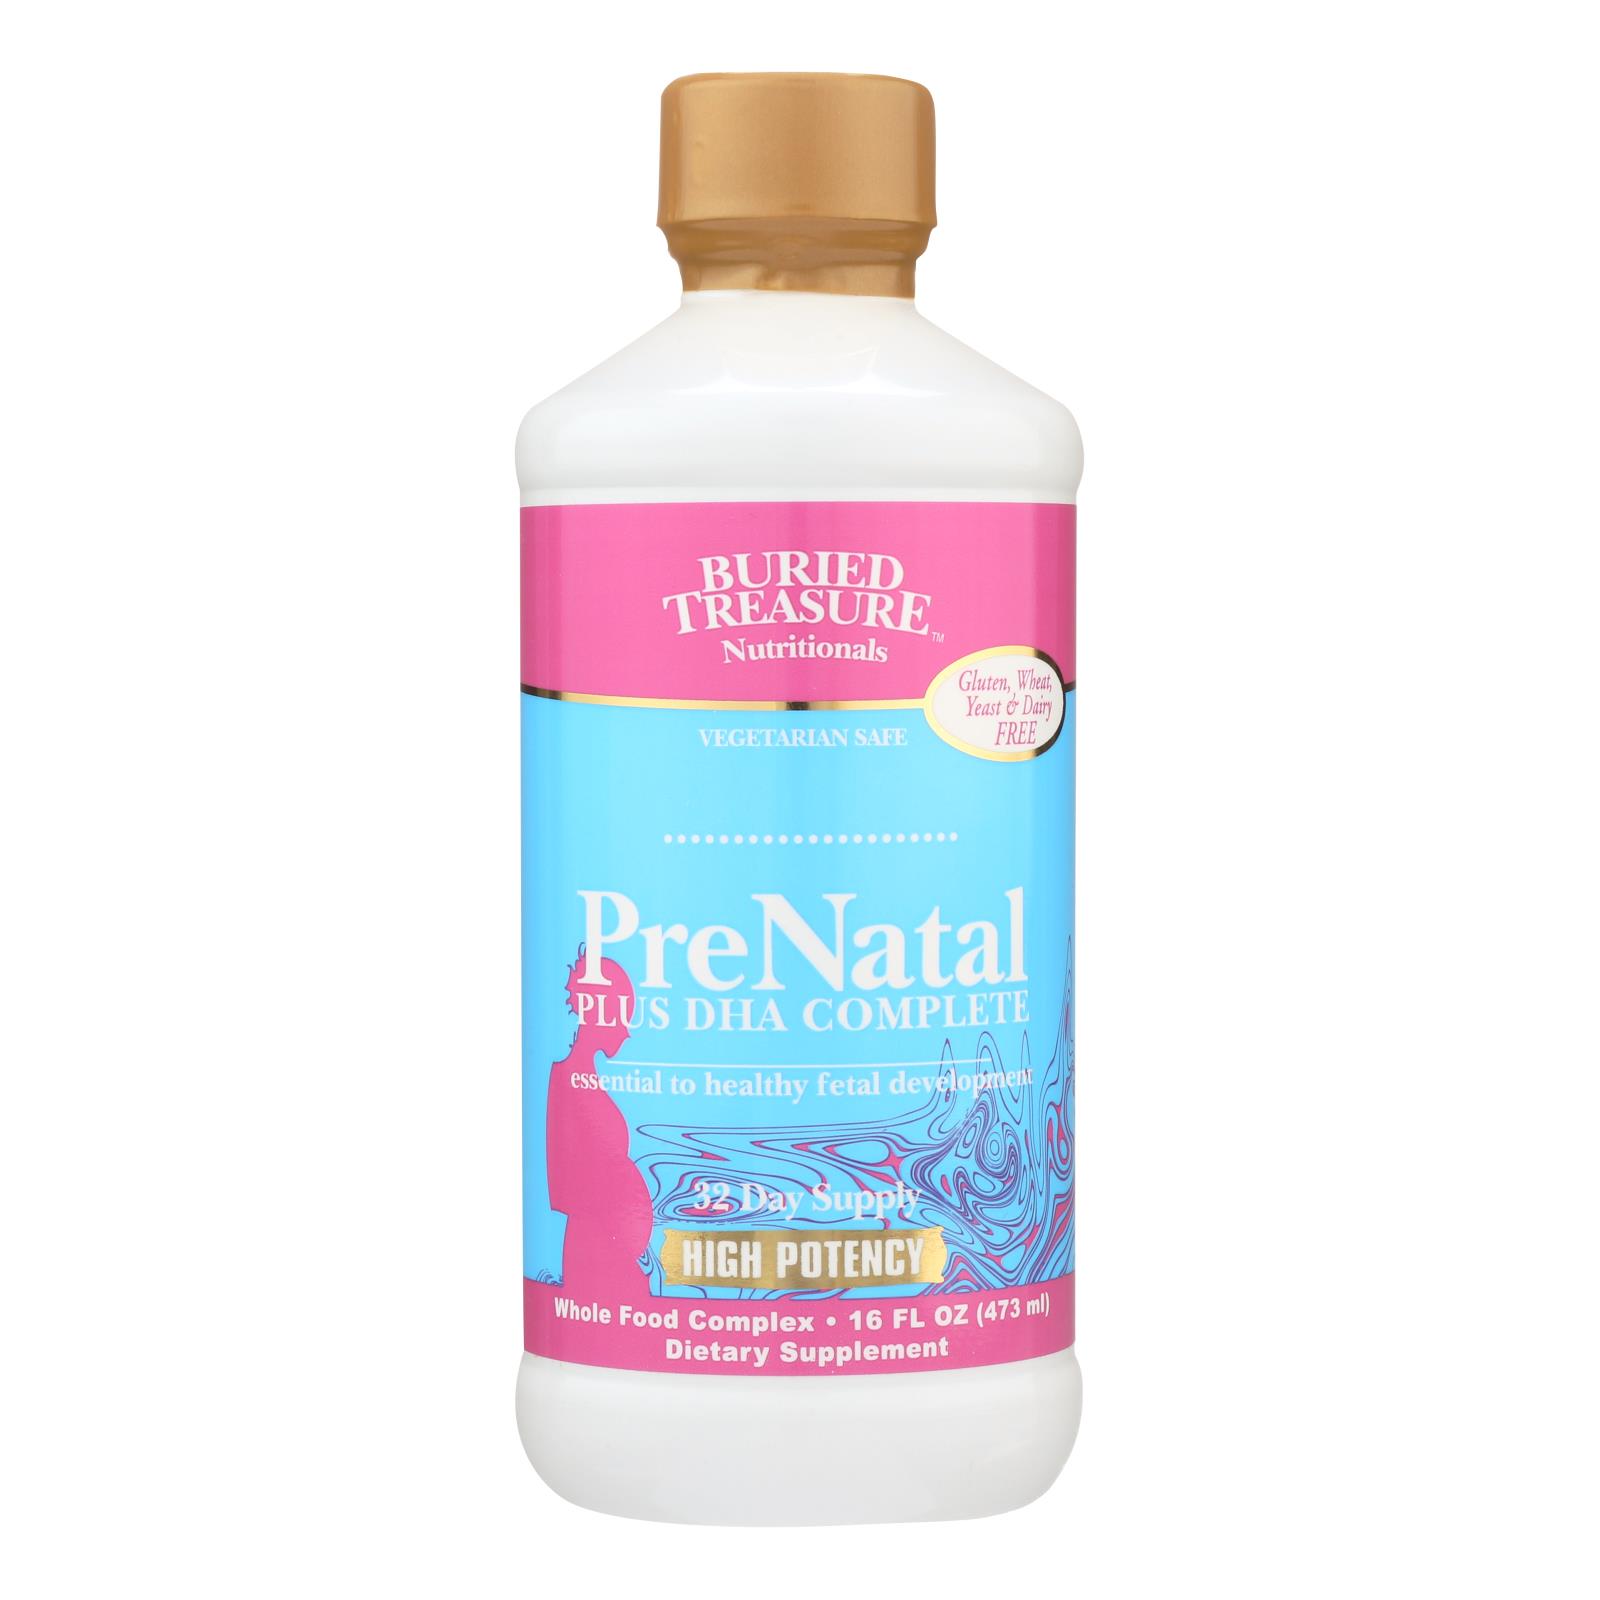 BURIED
TREASURE™
Nutritionals
Gluten, Wheat,
Yeast & Dairy
FREE
VEGETARIAN SAFE
PreNatal
PLUS DHA COMPLETE
essential to healthy fetal development
32 Day Supply
HIGH POTENCY
Whole Food Complex • 16 FL OZ (473 ml)
Dietary Supplement